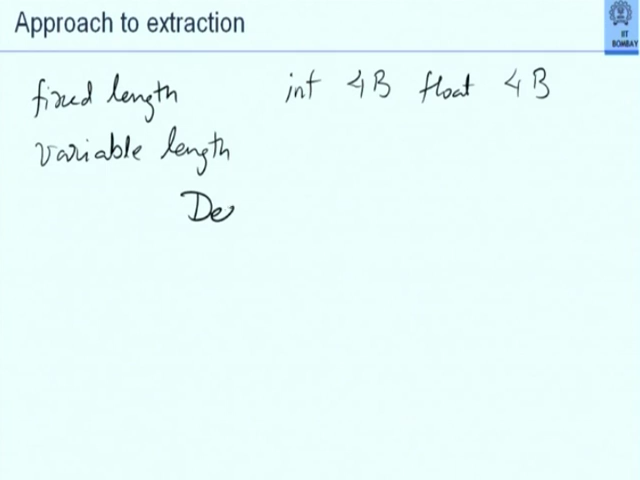 Approach to extraction
IIT
BOMBAY
fixed length int 4B float 4B
variable length
De